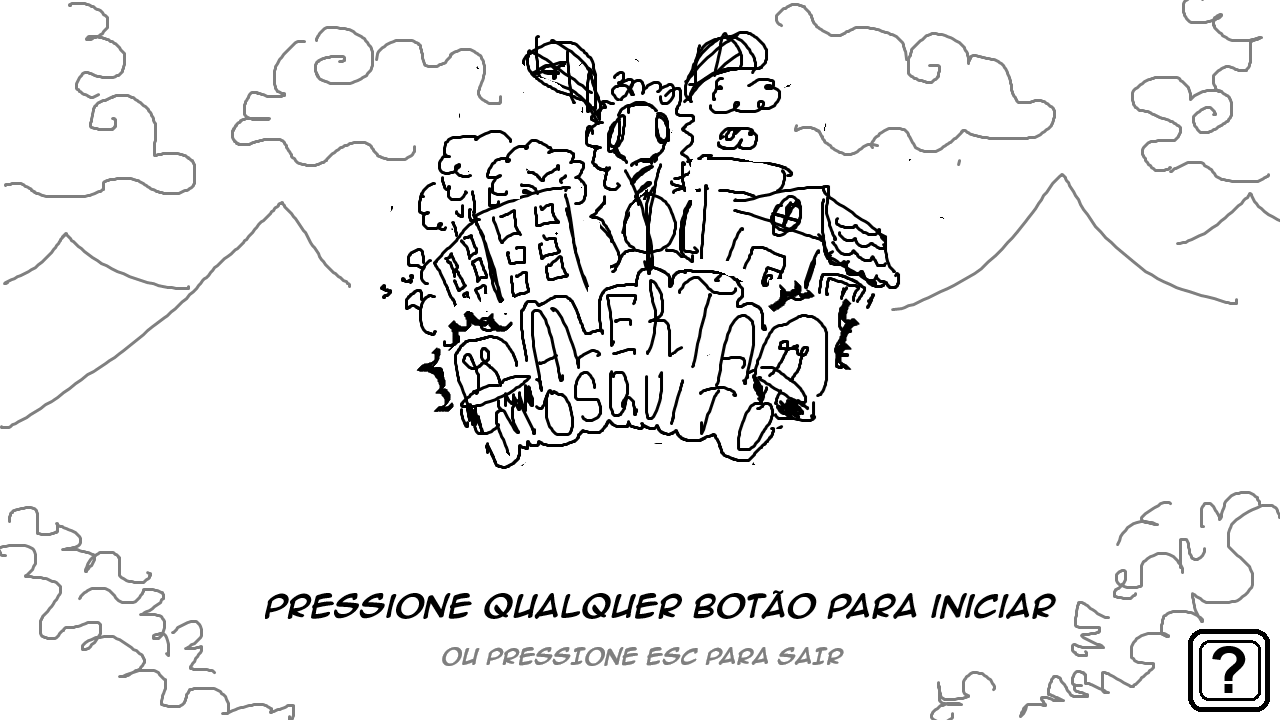 ALERTA
MOSQUITO
PRESSIONE QUALQUER BOTÃO PARA INICIAR
OU PRESSIONE ESC PARA SAIR
?